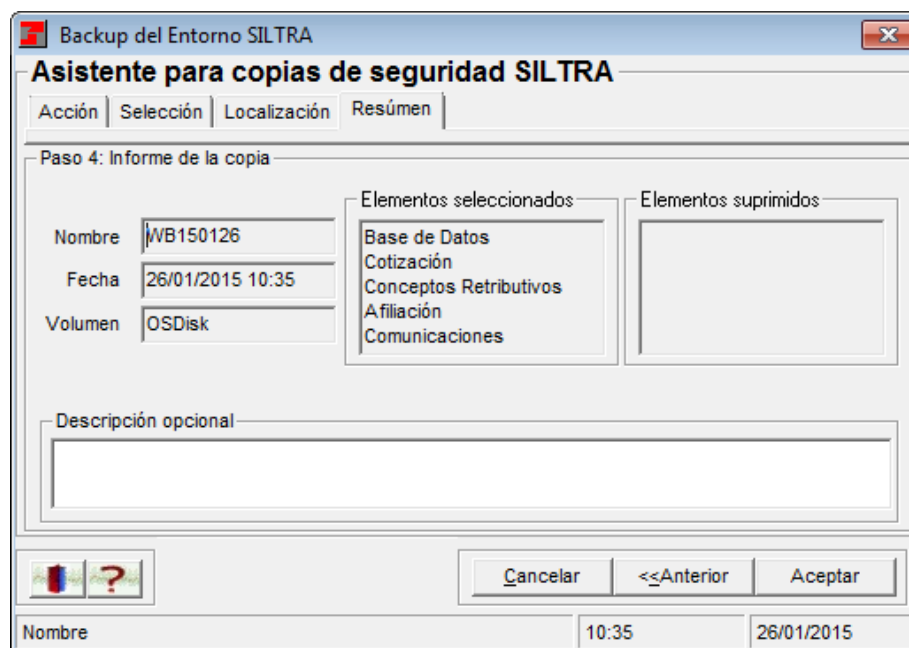 Backup del Entorno SILTRA
Asistente para copias de seguridad SILTRA
Acción Selección Localización Resúmen
Paso 4: Informe de la copia
Nombre WB150126
Fecha 26/01/2015 10:35
Volumen OSDisk
Elementos seleccionados
Base de Datos
Cotización
Conceptos Retributivos
Afiliación
Comunicaciones
Elementos suprimidos
Descripción opcional
? Cancelar <<Anterior Aceptar
Nombre 10:35 26/01/2015